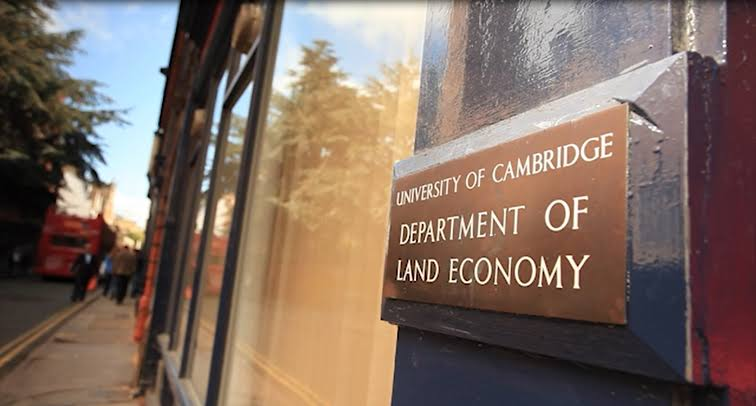 UNIVERSITY OF CAMBRIDGE
DEPARTMENT OF
LAND ECONOMY